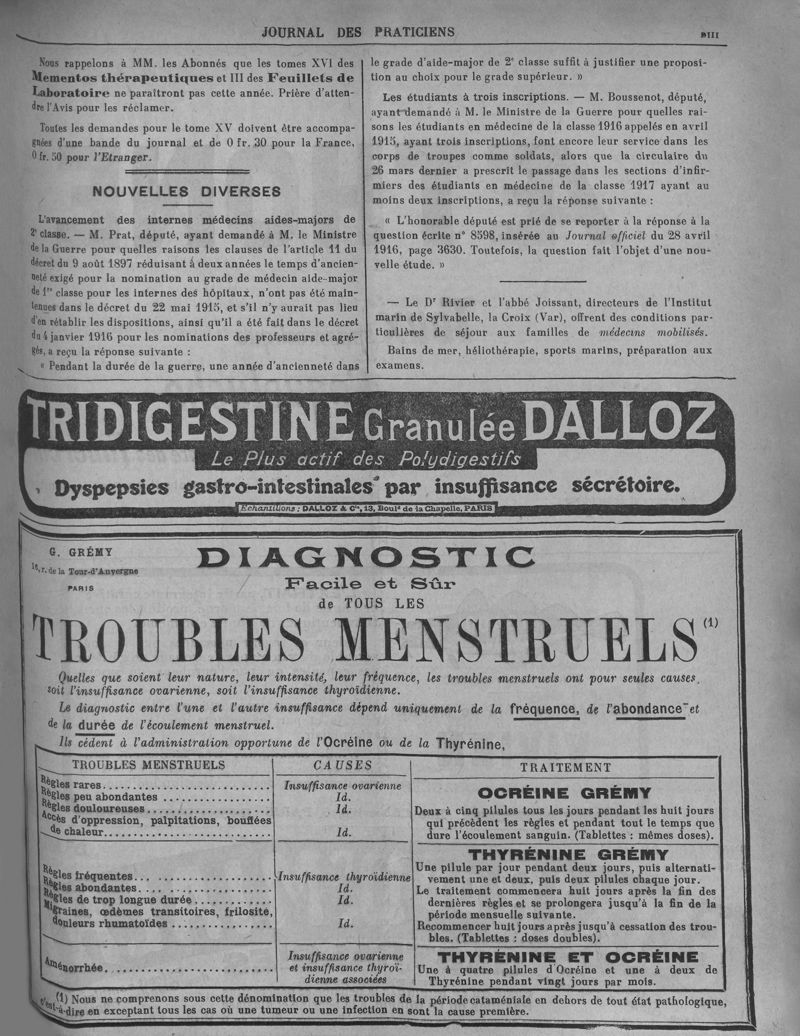 JOURNAL DES PRATICIENS
DIII
Nous rappelons à MM. les Abonnés que les tomes XVI des
Mementos thérapeutiques et III des Feuillets de
Laboratoire ne paraîtront pas cette année. Prière d'atten-
dre l'Avis pour les réclamer.
Toutes les demandes pour le tome XV doivent être accompa-
gnées d'une bande du journal et de 0 fr. 30 pour la France,
0 fr. 50 pour l'Etranger.
NOUVELLES DIVERSES
L'avancement des internes médecins aides-majors de
2e classe. — M. Prat, député, ayant demandé à M. le Ministre
de la Guerre pour quelles raisons les clauses de l'article 11 du
décret du 9 août 1897 réduisant à deux années le temps d'ancien-
neté exigé pour la nomination au grade de médecin aide-major
de 1re classe pour les internes des hôpitaux, n'ont pas été main-
tenues dans le décret du 22 mai 1915, et s'il n'y aurait pas lieu
d'en rétablir les dispositions, ainsi qu'il a été fait dans le décret
du 4 janvier 1916 pour les nominations des professeurs et agré-
gés, a reçu la réponse suivante :
« Pendant la durée de la guerre, une année d'ancienneté dans
le grade d'aide-major de 2e classe suffit à justifier une proposi-
tion au choix pour le grade supérieur. »
Les étudiants à trois inscriptions. — M. Boussenot, député,
ayant demandé à M. le Ministre de la Guerre pour quelles rai-
sons les étudiants en médecine de la classe 1916 appelés en avril
1915, ayant trois inscriptions, font encore leur service dans les
corps de troupes comme soldats, alors que la circulaire du
26 mars dernier a prescrit le passage dans les sections d'infir-
miers des étudiants en médecine de la classe 1917 ayant au
moins deux inscriptions, a reçu la réponse suivante :
« L'honorable député est prié de se reporter à la réponse à la
question écrite n° 8598, insérée au Journal officiel du 28 avril
1916, page 3630. Toutefois, la question fait l'objet d'une nou-
velle étude. »
— Le Dr Rivier et l'abbé Joissant, directeurs de l'Institut
marin de Sylvabelle, la Croix (Var), offrent des conditions par-
ticulières de séjour aux familles de médecins mobilisés.
Bains de mer, héliothérapie, sports marins, préparation aux
examens.
TRIDIGESTINE Granulée DALLOZ
Le Plus actif des Polydigestifs
Dyspepsies gastro-intestinales par insuffisance sécrétoire.
Echantillons : DALLOZ & Cie, 13, Boulд de la Chapelle, PARIS
G. GRÉMY
16, r. de la Tour-d'Auvergne
PARIS
DIAGNOSTIC
Facile et Sûr
de TOUS LES
TROUBLES MENSTRUELS (1)
Quelles que soient leur nature, leur intensité, leur fréquence, les troubles menstruels ont pour seules causes,
soit l'insuffisance ovarienne, soit l'insuffisance thyroïdienne.
Le diagnostic entre l'une et l'autre insuffisance dépend uniquement de la fréquence, de l'abondance et
de la durée de l'écoulement menstruel.
Ils cèdent à l'administration opportune de l'Ocréine ou de la Thyrénine,
TROUBLES MENSTRUELS
CAUSES
TRAITEMENT
Règles rares
Insuffisance ovarienne
Règles peu abondantes
Id.
Règles douloureuses
Id.
Accès d'oppression, palpitations, bouffées
de chaleur
Id.
OCRÉINE GRÉMY
Deux à cinq pilules tous les jours pendant les huit jours
qui précèdent les règles et pendant tout le temps que
dure l'écoulement sanguin. (Tablettes : mêmes doses).
Règles fréquentes
Insuffisance thyroïdienne
Règles abondantes
Id.
Règles de trop longue durée
Id.
Migraines, œdèmes transitoires, frilosité,
douleurs rhumatoïdes
Id.
THYRÉNINE GRÉMY
Une pilule par jour pendant deux jours, puis alternati-
vement une et deux, puis deux pilules chaque jour.
Le traitement commencera huit jours après la fin des
dernières règles et se prolongera jusqu'à la fin de la
période mensuelle suivante.
Recommencer huit jours après jusqu'à cessation des trou-
bles. (Tablettes : doses doubles).
Aménorrhée
Insuffisance ovarienne
et insuffisance thyroï-
dienne associées
THYRÉNINE ET OCRÉINE
Une à quatre pilules d'Ocréine et une à deux de
Thyrénine pendant vingt jours par mois.
(1) Nous ne comprenons sous cette dénomination que les troubles de la période cataméniale en dehors de tout état pathologique,
c'est-à-dire en exceptant tous les cas où une tumeur ou une infection en sont la cause première.